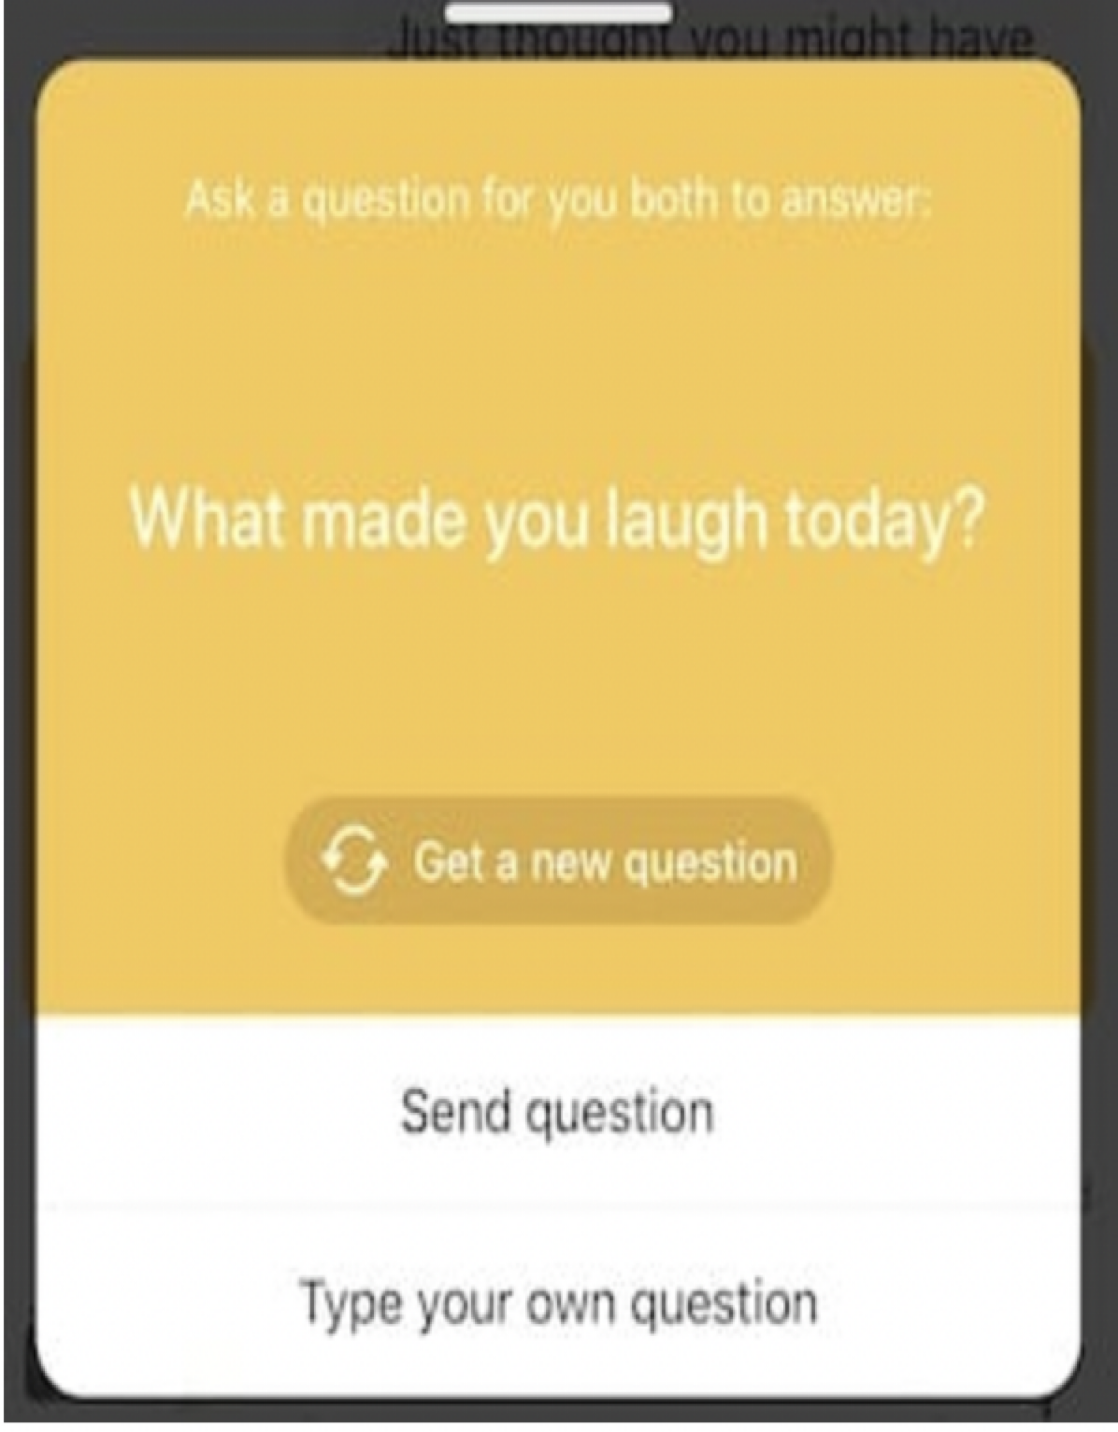 Just thought you might have
Ask a question for you both to answer:
What made you laugh today?
Get a new question
Send question
Type your own question